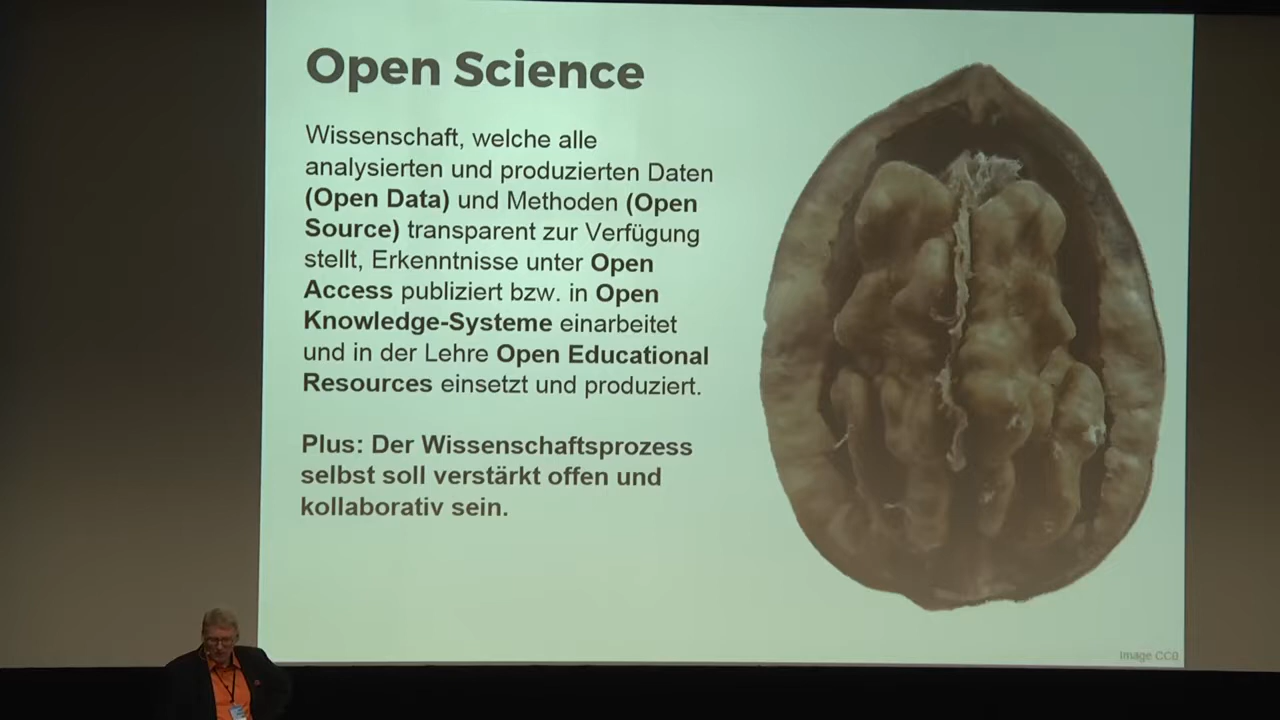 Open Science
Wissenschaft, welche alle
analysierten und produzierten Daten
(Open Data) und Methoden (Open
Source) transparent zur Verfügung
stellt, Erkenntnisse unter Open
Access publiziert bzw. in Open
Knowledge-Systeme einarbeitet
und in der Lehre Open Educational
Resources einsetzt und produziert.
Plus: Der Wissenschaftsprozess
selbst soll verstärkt offen und
kollaborativ sein.
Image CC0